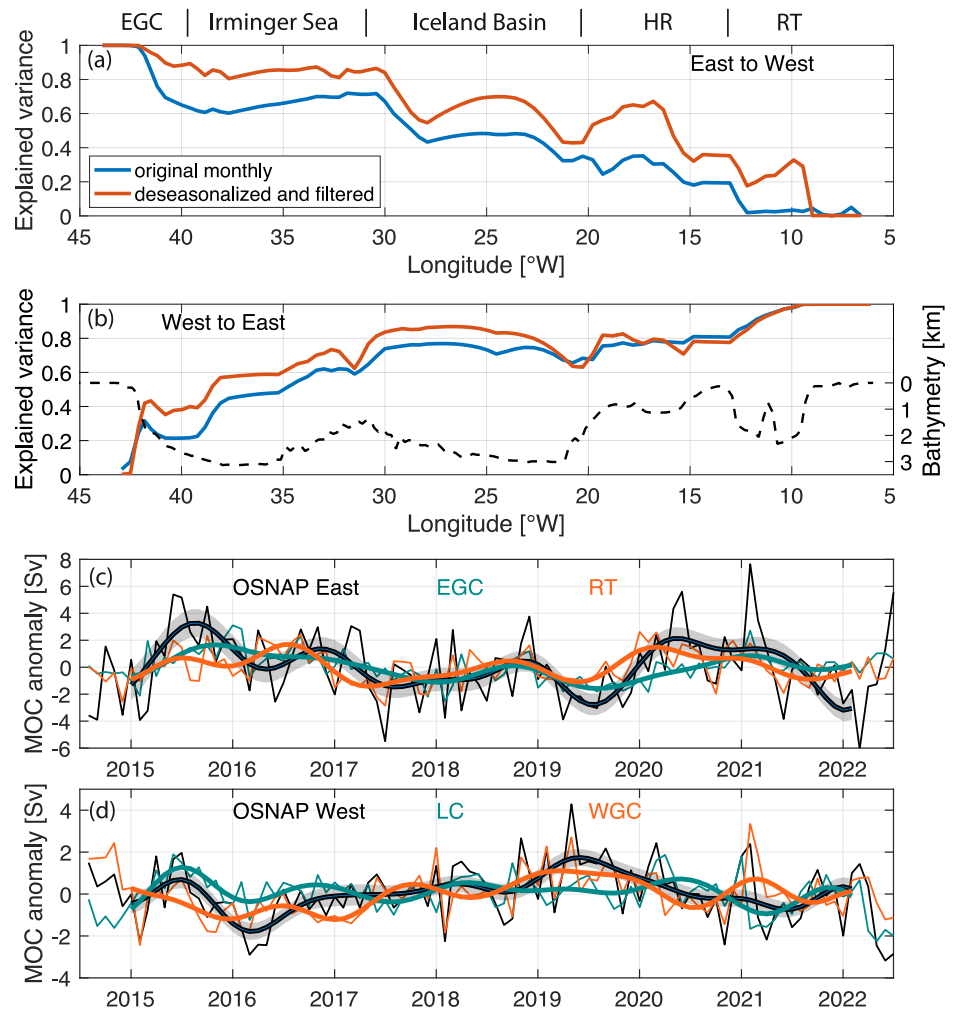 EGC | Irminger Sea | Iceland Basin | HR | RT
(a) East to West
Explained variance
1
0.8
0.6
0.4
0.2
0
original monthly
deseasonalized and filtered
45 40 35 30 25 20 15 10 5
Longitude [°W]
(b) West to East
Explained variance
1
0.8
0.6
0.4
0.2
0
0
1
2
3
Bathymetry [km]
45 40 35 30 25 20 15 10 5
Longitude [°W]
(c) OSNAP East EGC RT
MOC anomaly [Sv]
8
6
4
2
0
-2
-4
-6
2015 2016 2017 2018 2019 2020 2021 2022
(d) OSNAP West LC WGC
MOC anomaly [Sv]
4
2
0
-2
-4
2015 2016 2017 2018 2019 2020 2021 2022